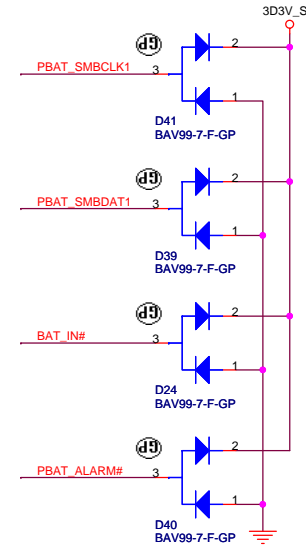 3D3V_S
GP
2
PBAT_SMBCLK1
3
1
D41
BAV99-7-F-GP
GP
2
PBAT_SMBDAT1
3
1
D39
BAV99-7-F-GP
GP
2
BAT_IN#
3
1
D24
BAV99-7-F-GP
GP
2
PBAT_ALARM#
3
1
D40
BAV99-7-F-GP